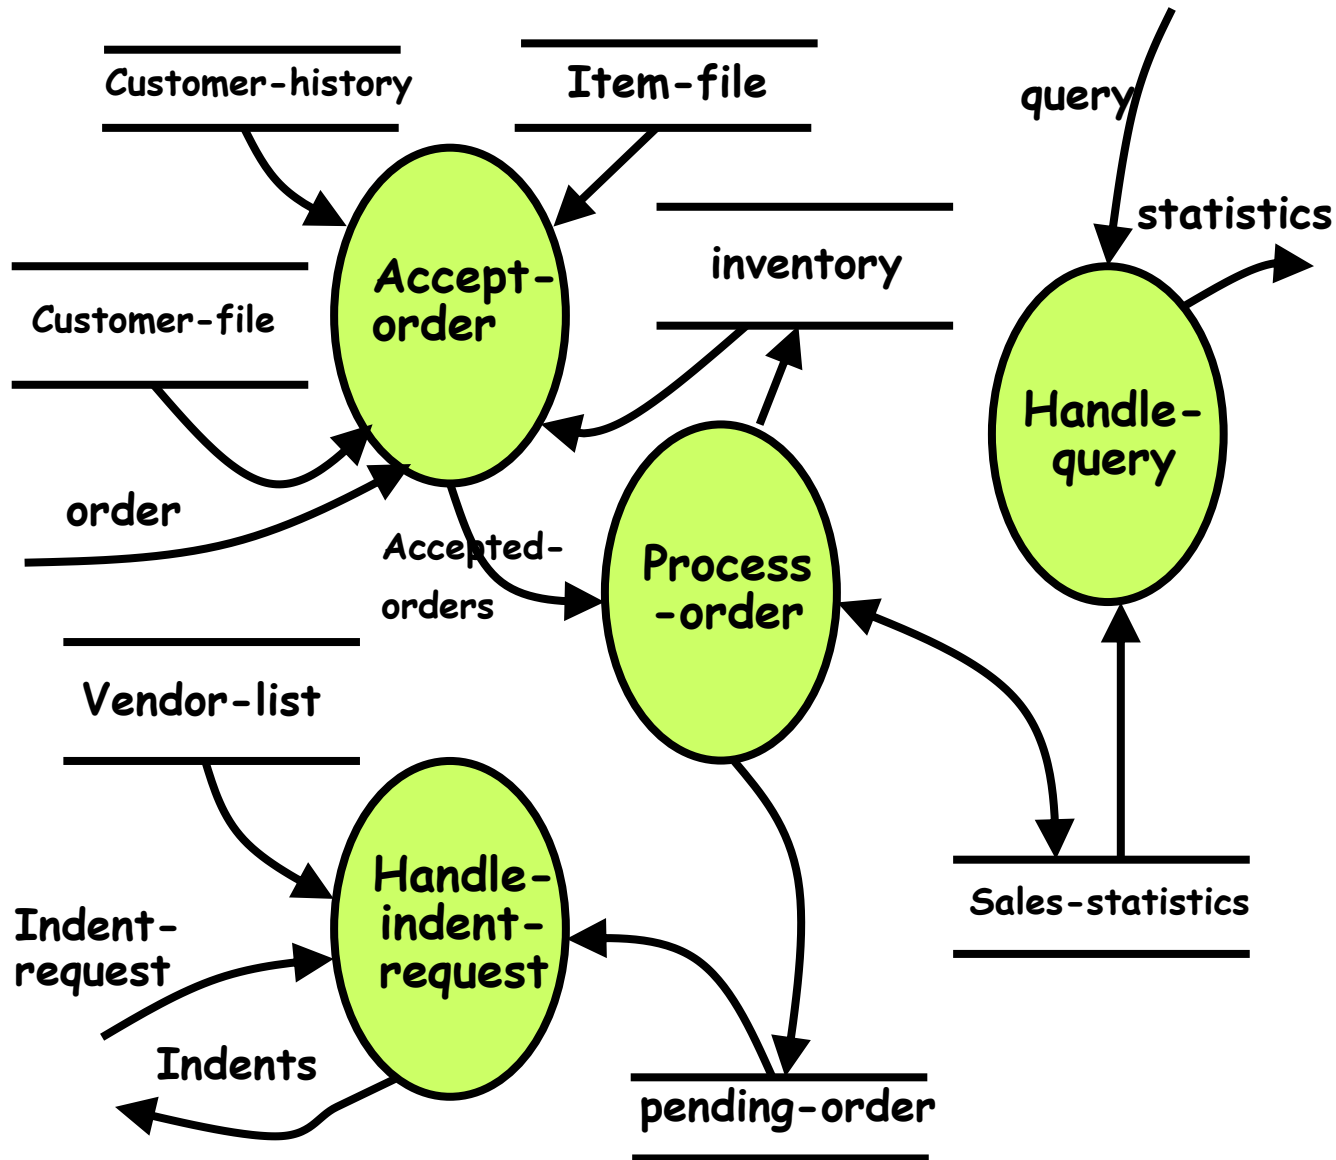 Customer-history
Item-file
query
statistics
inventory
Accept-
order
Customer-file
Handle-
query
order
Accepted-
orders
Process
-order
Vendor-list
Handle-
indent-
request
Sales-statistics
Indent-
request
Indents
pending-order